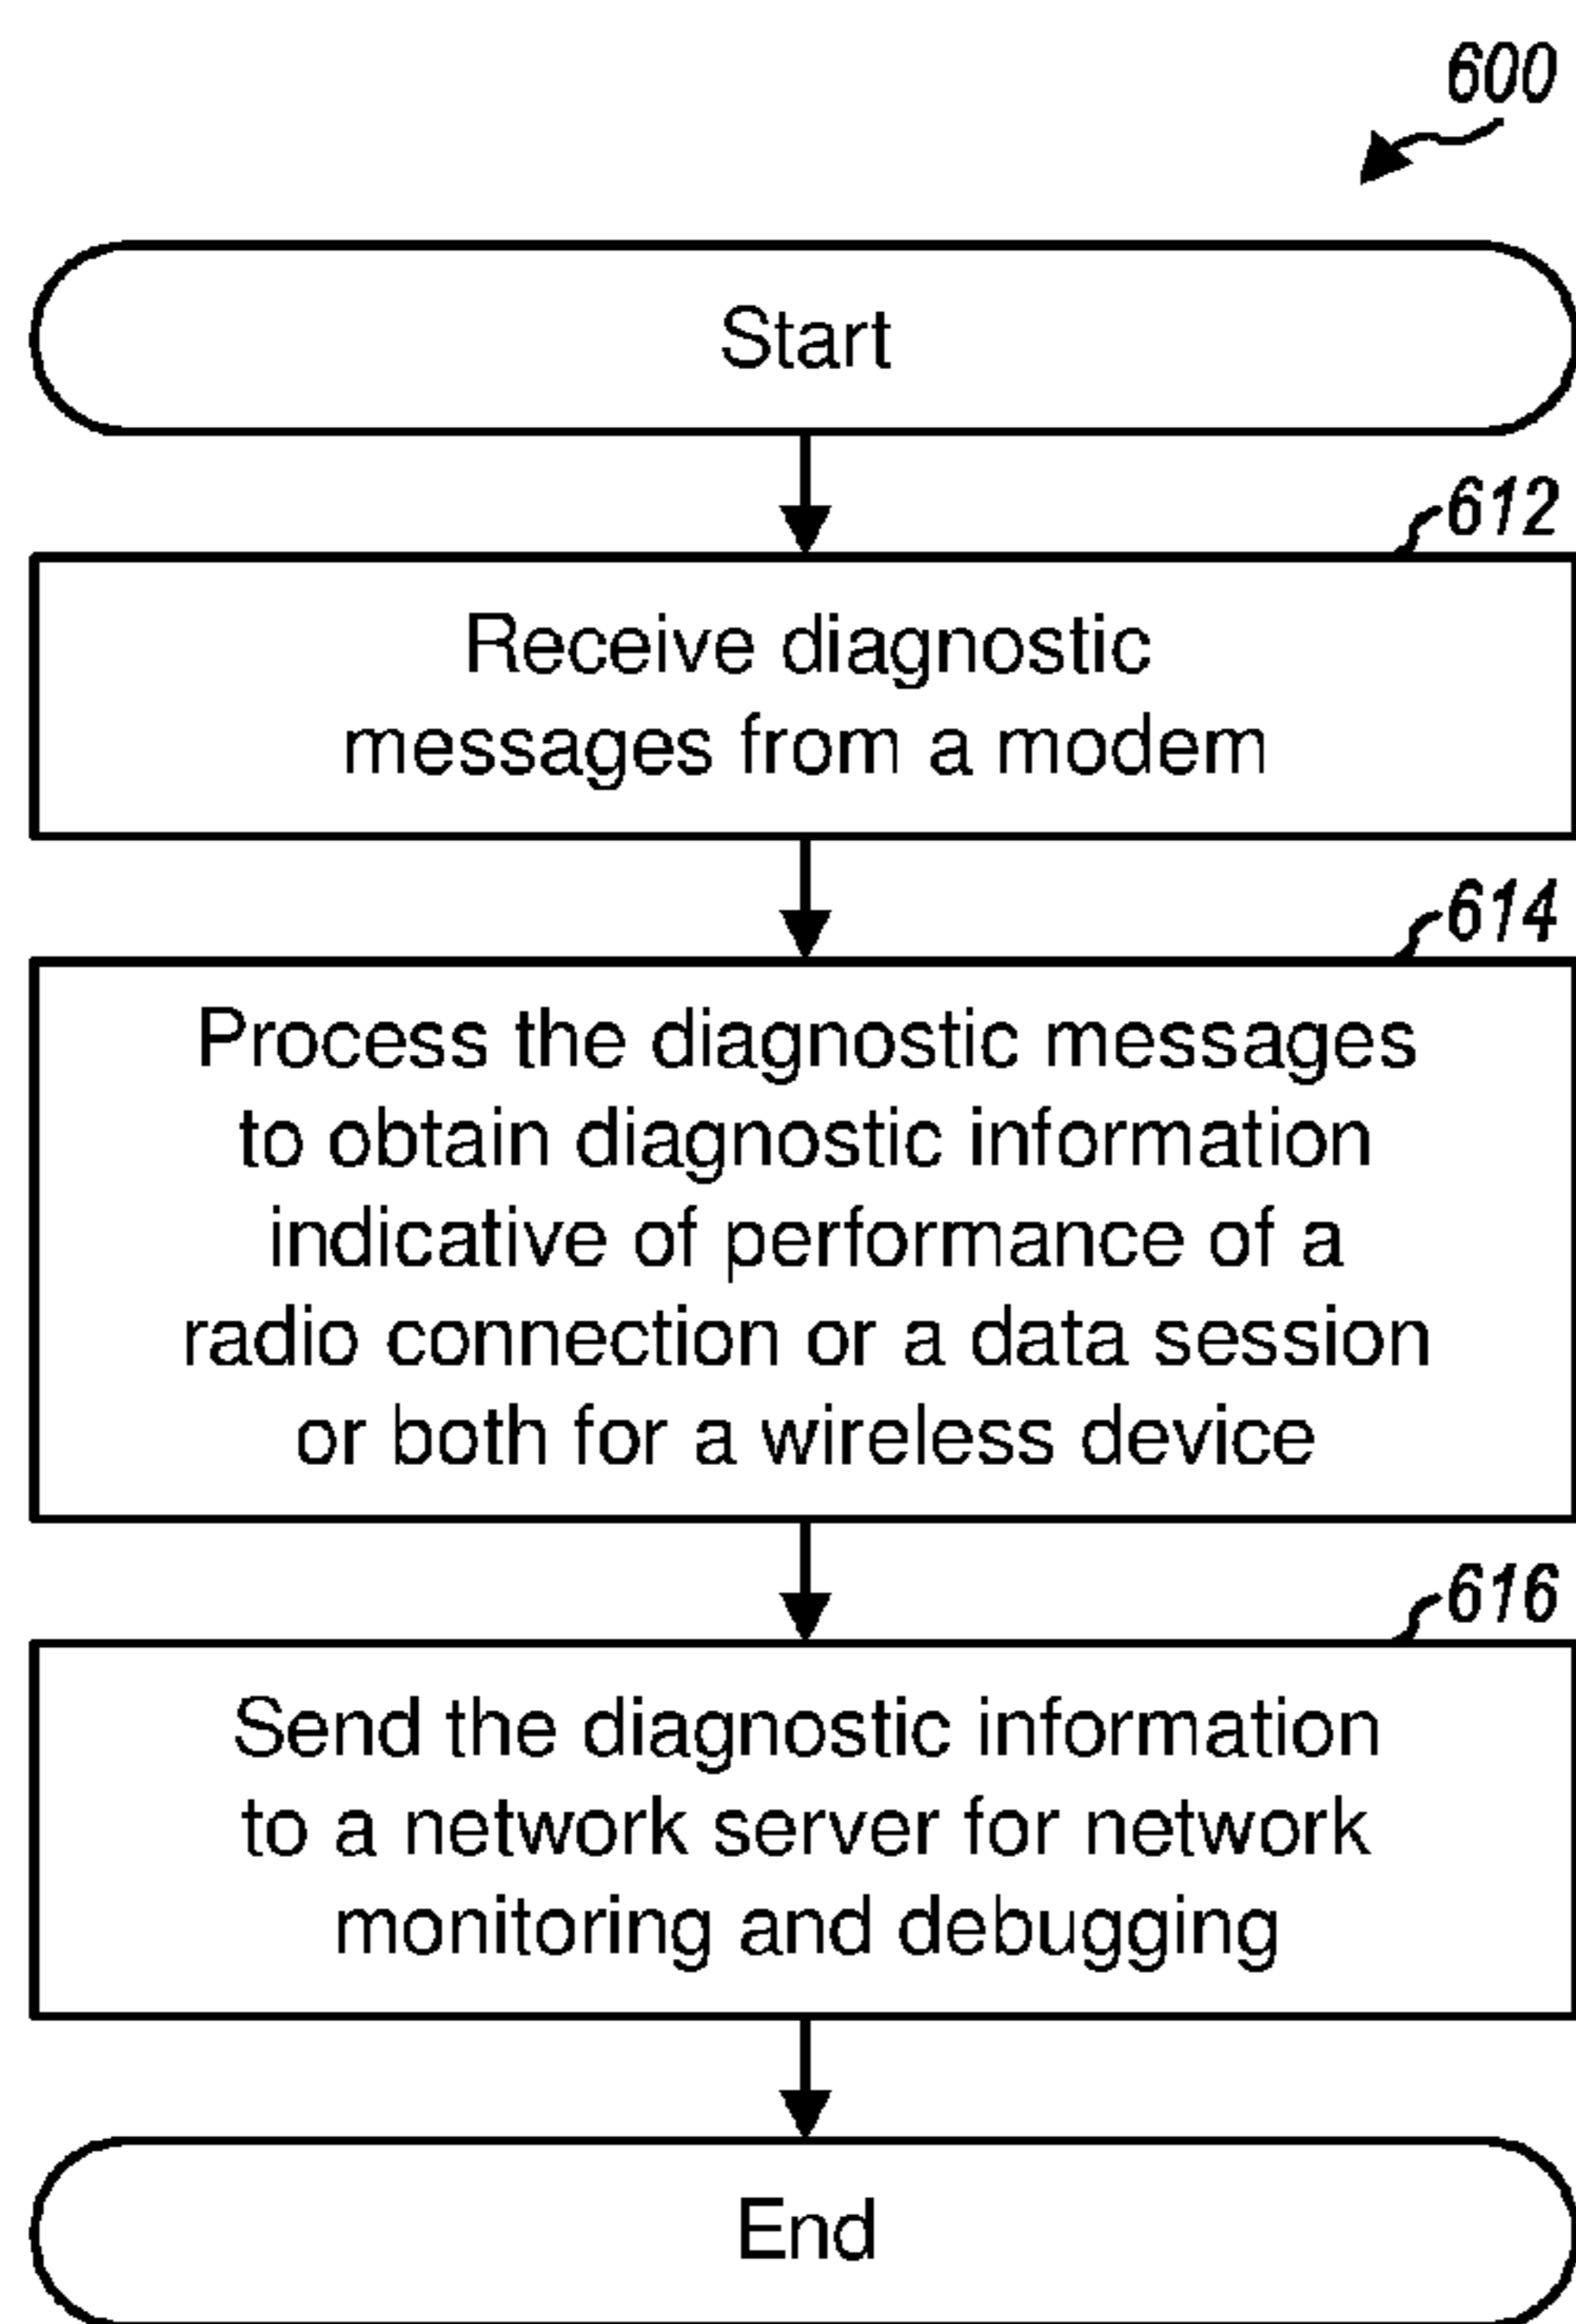 600
Start
612
Receive diagnostic
messages from a modem
614
Process the diagnostic messages
to obtain diagnostic information
indicative of performance of a
radio connection or a data session
or both for a wireless device
616
Send the diagnostic information
to a network server for network
monitoring and debugging
End